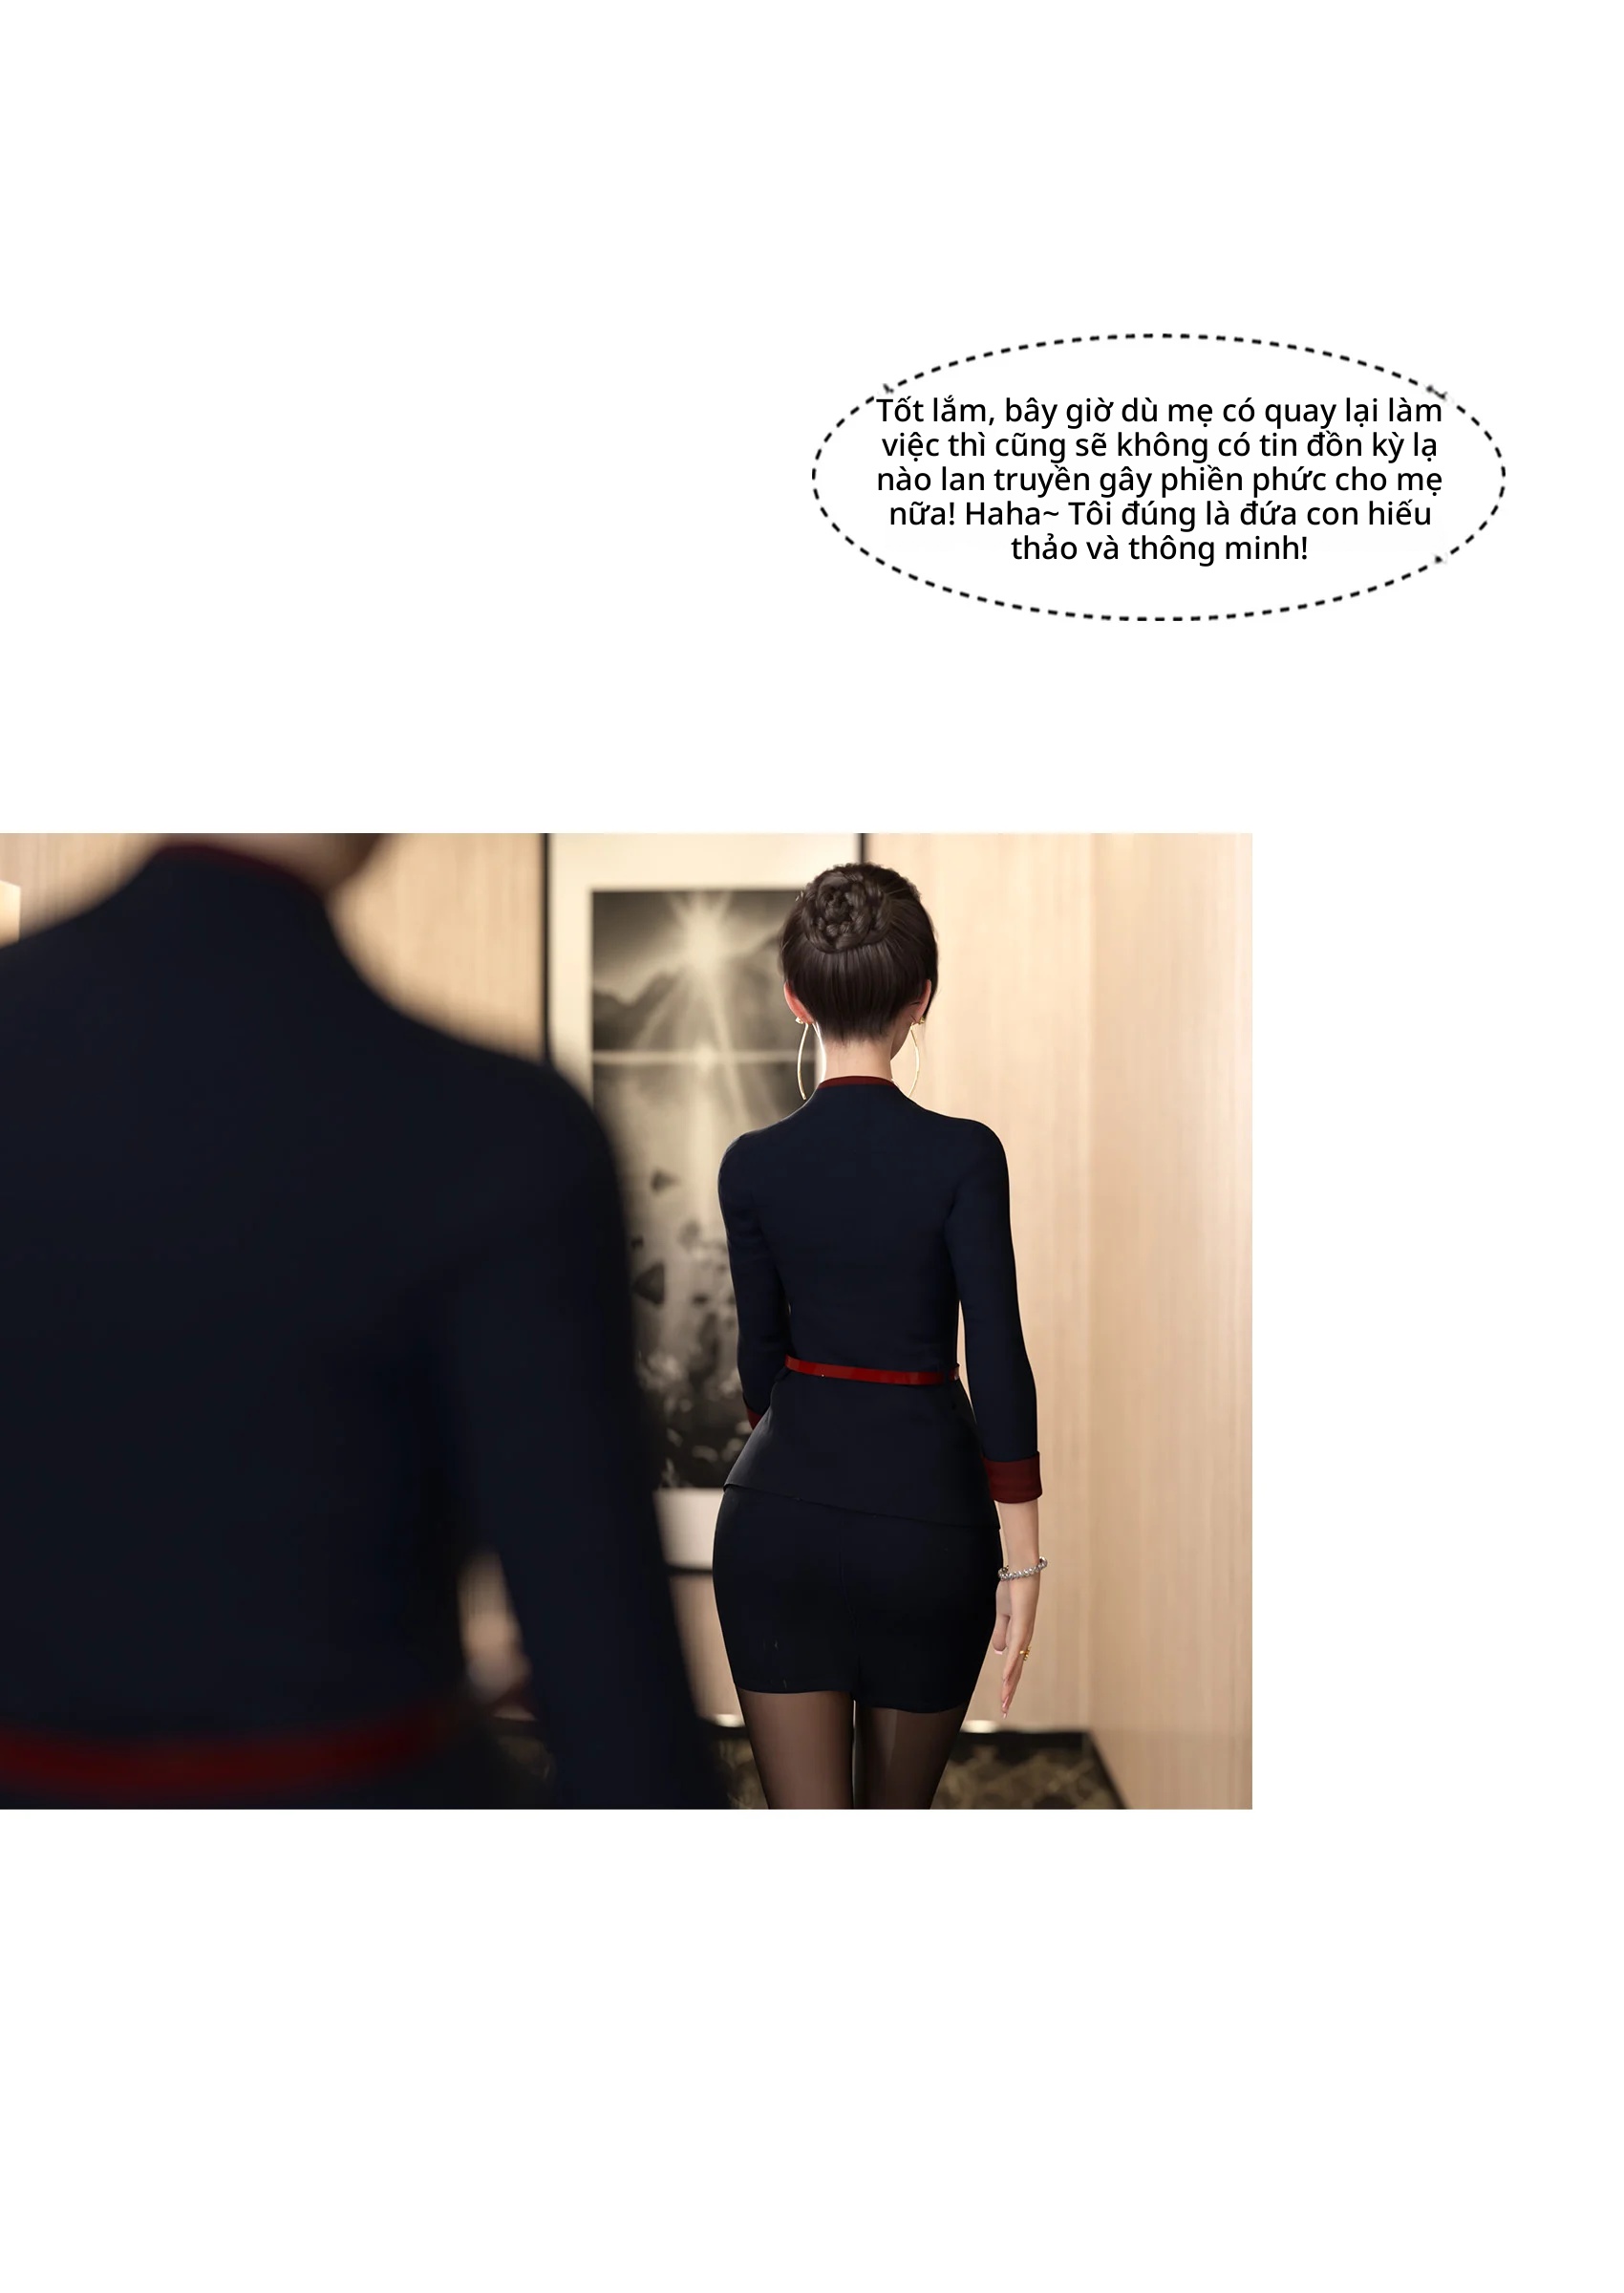 Tốt lắm, bây giờ dù mẹ có quay lại làm
việc thì cũng sẽ không có tin đồn kỳ lạ
nào lan truyền gây phiền phức cho mẹ
nữa! Haha~ Tôi đúng là đứa con hiếu
thảo và thông minh!